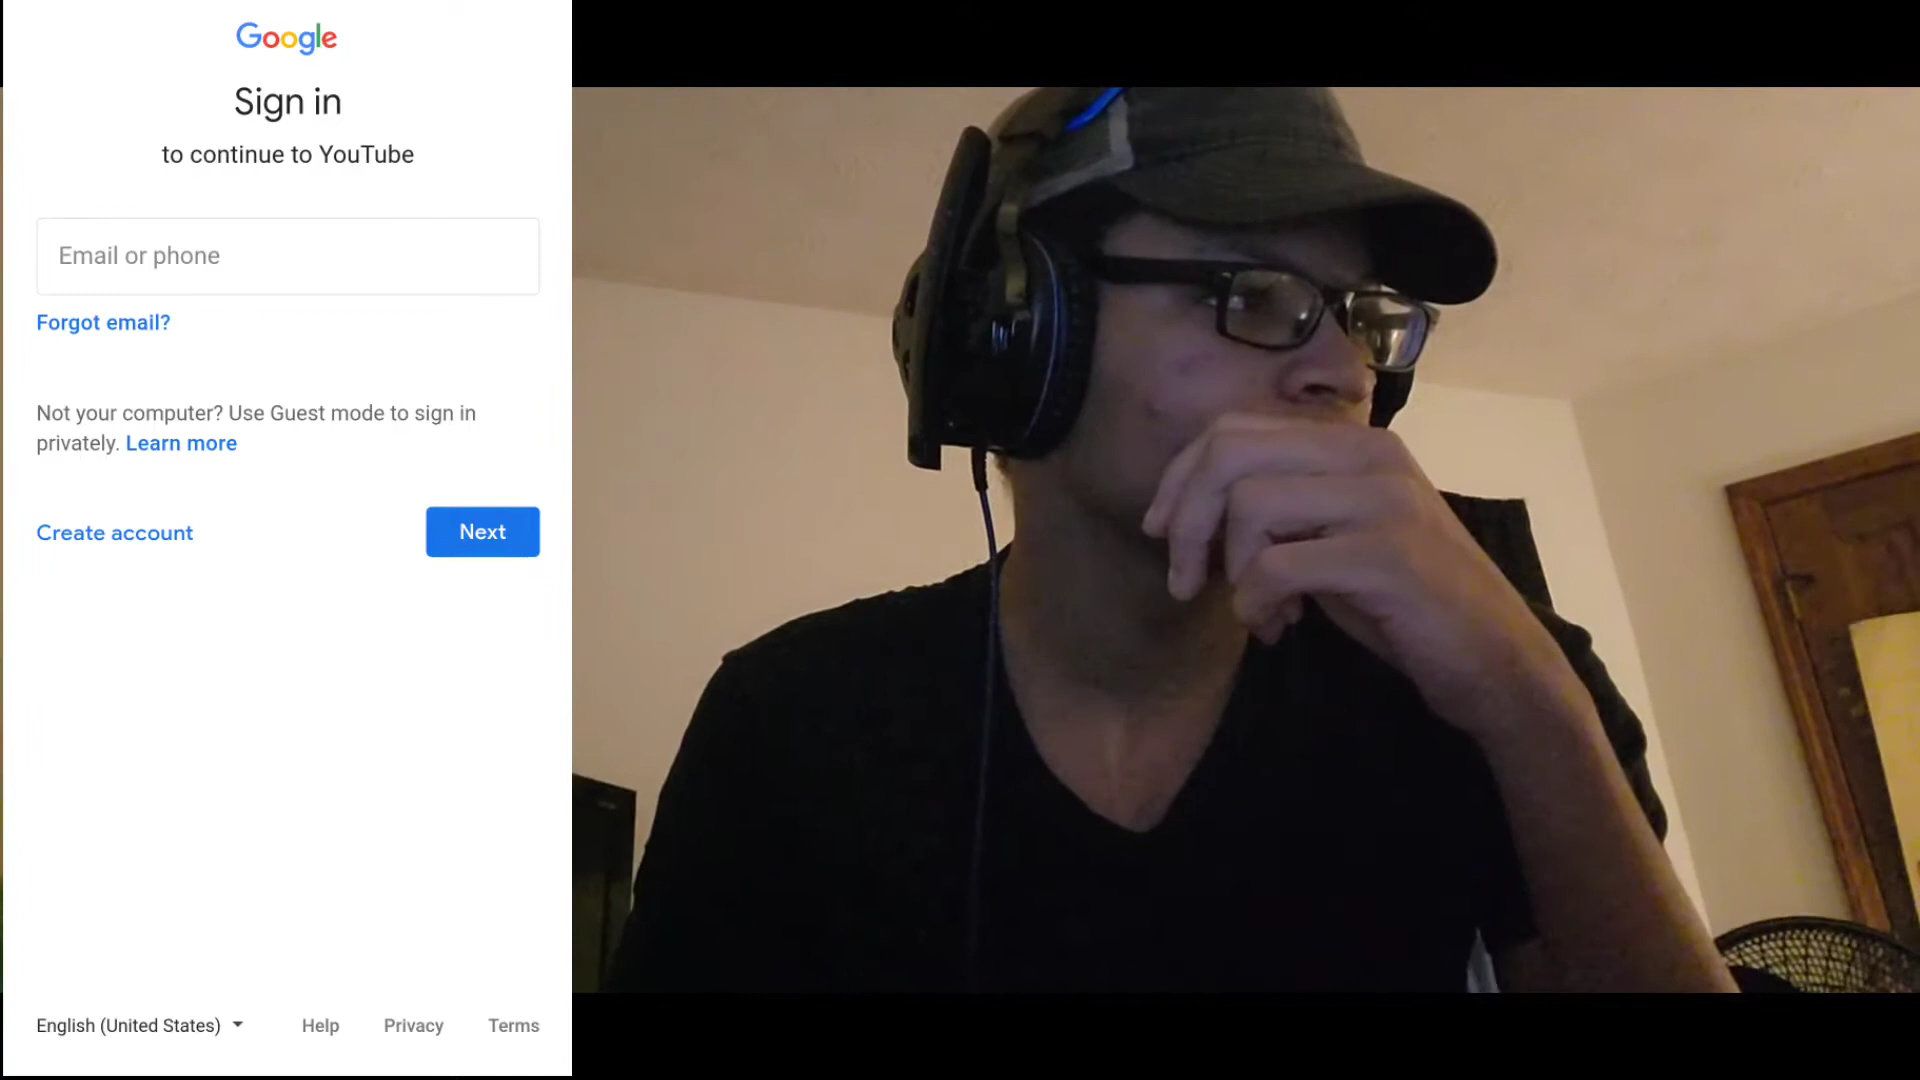 Google
Sign in
to continue to YouTube
Email or phone
Forgot email?
Not your computer? Use Guest mode to sign in
privately. Learn more
Create account
Next
English (United States)
Help
Privacy
Terms